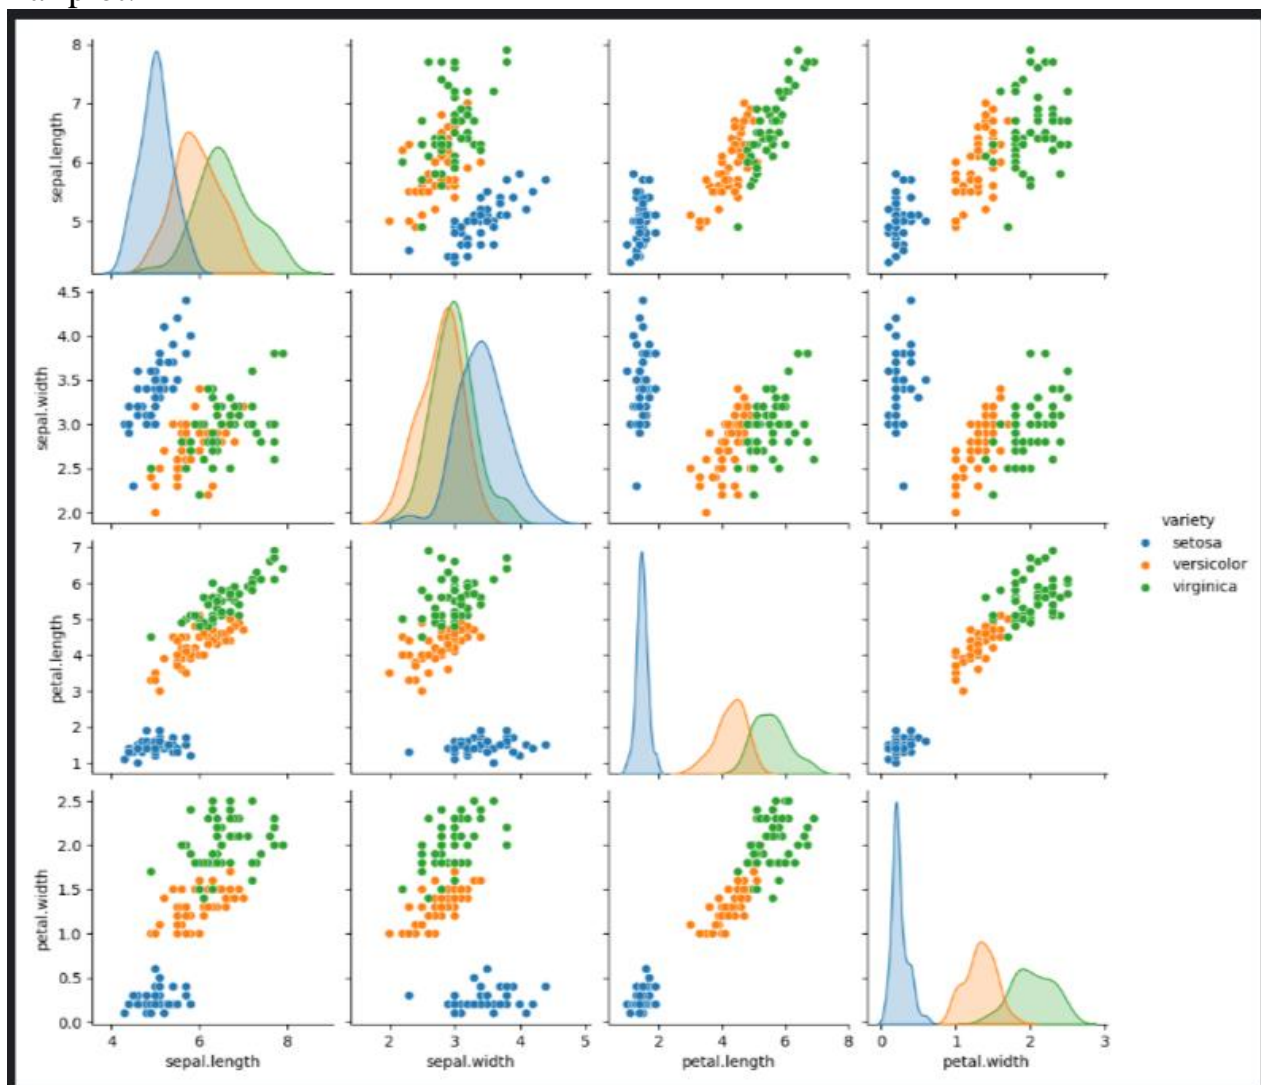 8
7
6
5
sepal.length
4.5
4.0
3.5
3.0
2.5
2.0
sepal.width
7
6
5
4
3
2
1
petal.length
2.5
2.0
1.5
1.0
0.5
0.0
petal.width
4 6 8
sepal.length
2 3 4 5
sepal.width
2 4 6 8
petal.length
0 1 2 3
petal.width
variety
setosa
versicolor
virginica